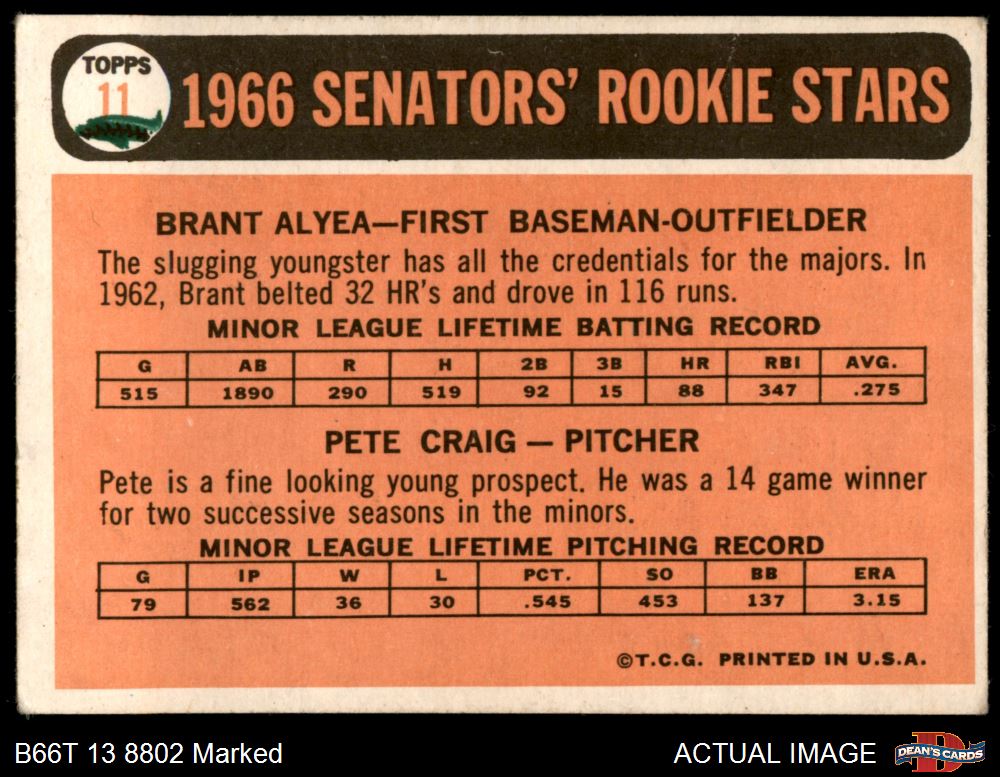 TOPPS
11
1966 SENATORS' ROOKIE STARS
BRANT ALYEA—FIRST BASEMAN-OUTFIELDER
The slugging youngster has all the credentials for the majors. In
1962, Brant belted 32 HR's and drove in 116 runs.
MINOR LEAGUE LIFETIME BATTING RECORD
G AB R H 2B 3B HR RBI AVG.
515 1890 290 519 92 15 88 347 .275
PETE CRAIG — PITCHER
Pete is a fine looking young prospect. He was a 14 game winner
for two successive seasons in the minors.
MINOR LEAGUE LIFETIME PITCHING RECORD
G IP W L PCT. SO BB ERA
79 562 36 30 .545 453 137 3.15
©T.C.G. PRINTED IN U.S.A.
B66T 13 8802 Marked
ACTUAL IMAGE
DEAN'S CARDS